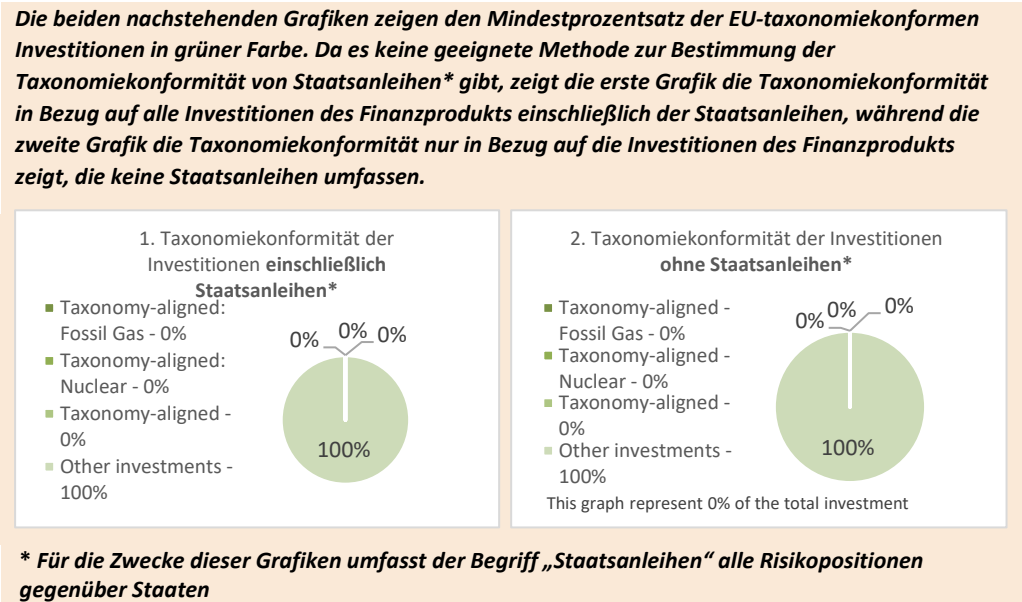 Die beiden nachstehenden Grafiken zeigen den Mindestprozentsatz der EU-taxonomiekonformen
Investitionen in grüner Farbe. Da es keine geeignete Methode zur Bestimmung der
Taxonomiekonformität von Staatsanleihen* gibt, zeigt die erste Grafik die Taxonomiekonformität
in Bezug auf alle Investitionen des Finanzprodukts einschließlich der Staatsanleihen, während die
zweite Grafik die Taxonomiekonformität nur in Bezug auf die Investitionen des Finanzprodukts
zeigt, die keine Staatsanleihen umfassen.
1. Taxonomiekonformität der
Investitionen einschließlich
Staatsanleihen*
Taxonomy-aligned:
Fossil Gas - 0%
Taxonomy-aligned:
Nuclear - 0%
Taxonomy-aligned -
0%
Other investments -
100%
0% 0% 0%
100%
2. Taxonomiekonformität der Investitionen
ohne Staatsanleihen*
Taxonomy-aligned -
Fossil Gas - 0%
Taxonomy-aligned -
Nuclear - 0%
Taxonomy-aligned -
0%
Other investments -
100%
0% 0% 0%
100%
This graph represent 0% of the total investment
* Für die Zwecke dieser Grafiken umfasst der Begriff „Staatsanleihen“ alle Risikopositionen
gegenüber Staaten